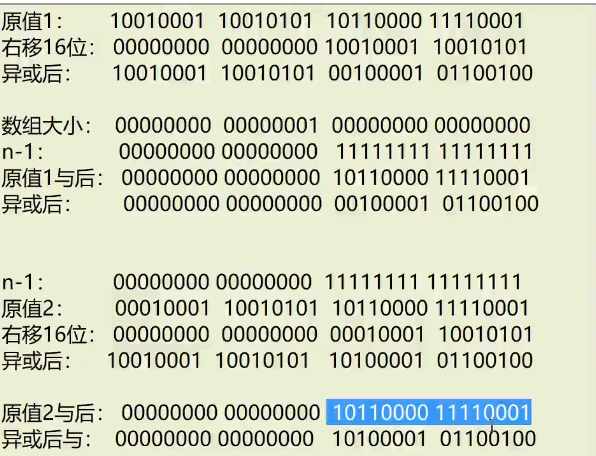 原值1： 10010001 10010101 10110000 11110001
右移16位：00000000 00000000 10010001 10010101
异或后： 10010001 10010101 00100001 01100100
数组大小： 00000000 00000001 00000000 00000000
n-1： 00000000 00000000 11111111 11111111
原值1与后：00000000 00000000 10110000 11110001
异或后： 00000000 00000000 00100001 01100100
n-1： 00000000 00000000 11111111 11111111
原值2： 00010001 10010101 10110000 11110001
右移16位：00000000 00000000 00010001 10010101
异或后： 10010001 10010101 10100001 01100100
原值2与后：00000000 00000000 10110000 11110001
异或后与：00000000 00000000 10100001 01100100